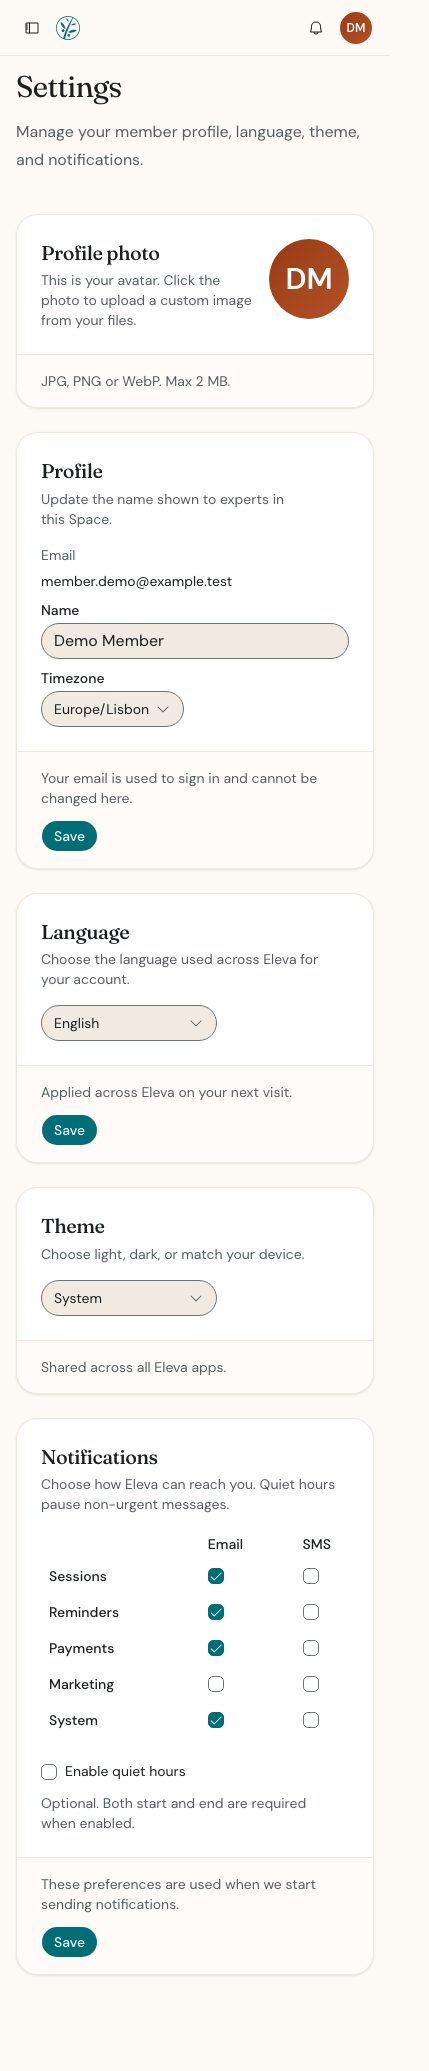 DM
Settings
Manage your member profile, language, theme,
and notifications.
Profile photo
This is your avatar. Click the
photo to upload a custom image
from your files.
DM
JPG, PNG or WebP. Max 2 MB.
Profile
Update the name shown to experts in
this Space.
Email
member.demo@example.test
Name
Demo Member
Timezone
Europe/Lisbon
Your email is used to sign in and cannot be
changed here.
Save
Language
Choose the language used across Eleva for
your account.
English
Applied across Eleva on your next visit.
Save
Theme
Choose light, dark, or match your device.
System
Shared across all Eleva apps.
Notifications
Choose how Eleva can reach you. Quiet hours
pause non-urgent messages.
Email SMS
Sessions
Reminders
Payments
Marketing
System
Enable quiet hours
Optional. Both start and end are required
when enabled.
These preferences are used when we start
sending notifications.
Save